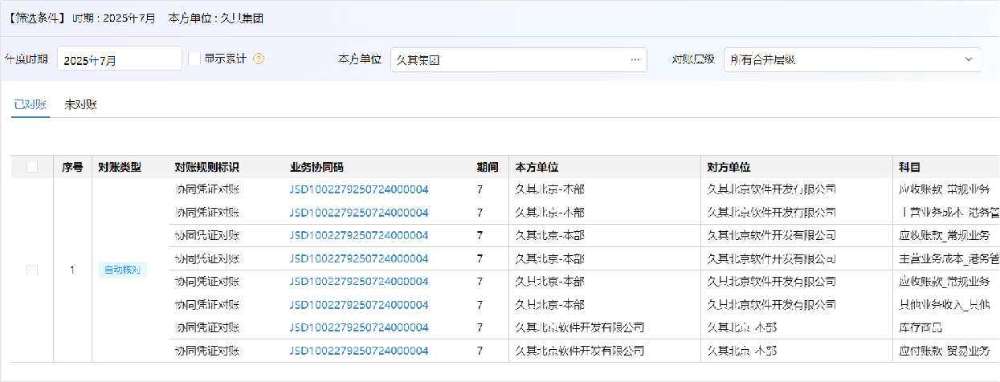 【筛选条件】 时期 : 2025年7月 本方单位 : 久其集团
年度时期 2025年7月 显示累计 ? 本方单位 久其集团 ... 对账层级 所有合并层级
已对账 未对账
序号 对账类型 对账规则标识 业务协同码 期间 本方单位 对方单位 科目
协同凭证对账 JSD1002279250724000004 7 久其北京-本部 久其北京软件开发有限公司 应收账款_常规业务
协同凭证对账 JSD1002279250724000004 7 久其北京-本部 久其北京软件开发有限公司 主营业务成本_港务管
协同凭证对账 JSD1002279250724000004 7 久其北京-本部 久其北京软件开发有限公司 应收账款_常规业务
1 自动核对 协同凭证对账 JSD1002279250724000004 7 久其北京-本部 久其北京软件开发有限公司 主营业务成本_港务管
协同凭证对账 JSD1002279250724000004 7 久其北京-本部 久其北京软件开发有限公司 应收账款_常规业务
协同凭证对账 JSD1002279250724000004 7 久其北京-本部 久其北京软件开发有限公司 其他业务收入_其他
协同凭证对账 JSD1002279250724000004 7 久其北京软件开发有限公司 久其北京-本部 库存商品
协同凭证对账 JSD1002279250724000004 7 久其北京软件开发有限公司 久其北京-本部 应付账款_贸易业务